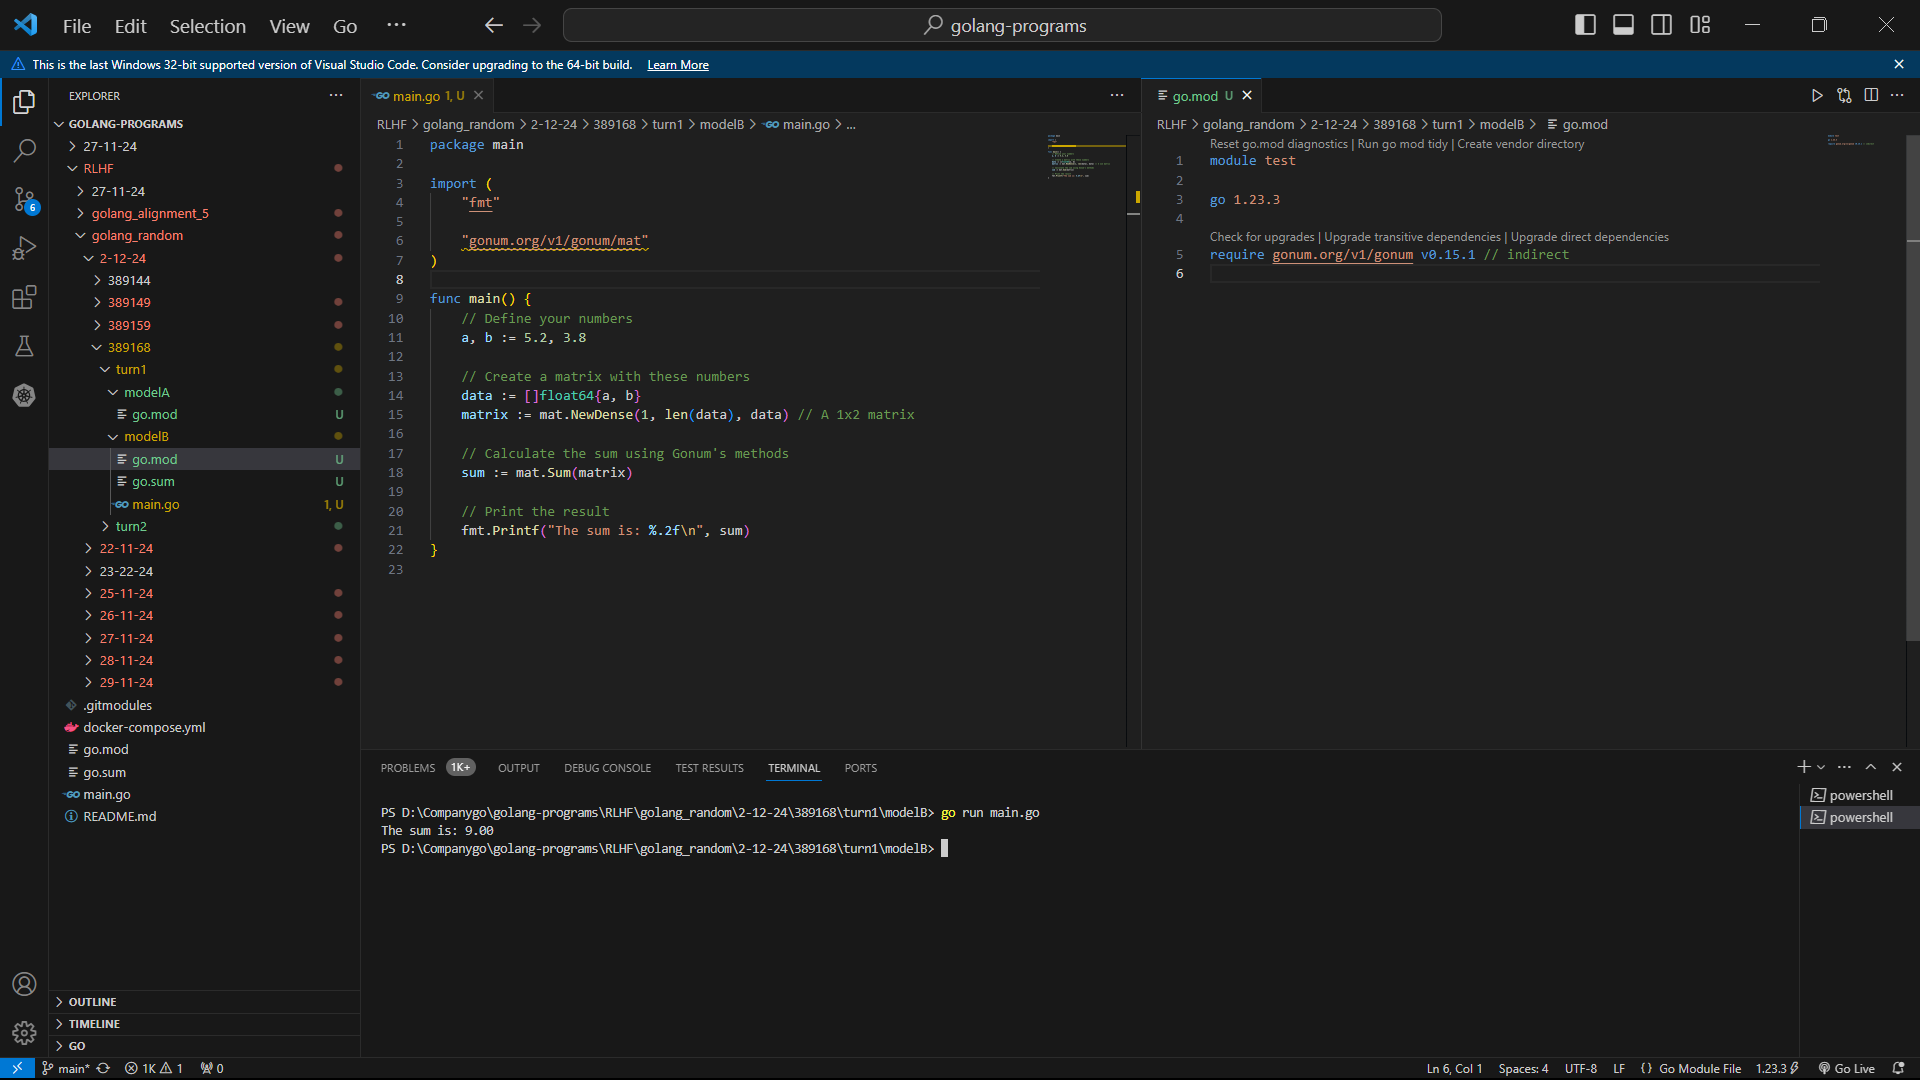 File Edit Selection View Go ···
golang-programs
This is the last Windows 32-bit supported version of Visual Studio Code. Consider upgrading to the 64-bit build. Learn More
EXPLORER
GOLANG-PROGRAMS
27-11-24
RLHF
27-11-24
golang_alignment_5
golang_random
2-12-24
389144
389149
389159
389168
turn1
modelA
go.mod U
modelB
go.mod U
go.sum U
main.go 1, U
turn2
22-11-24
23-22-24
25-11-24
26-11-24
27-11-24
28-11-24
29-11-24
.gitmodules
docker-compose.yml
go.mod
go.sum
main.go
README.md
OUTLINE
TIMELINE
GO
6
main.go 1, U
RLHF > golang_random > 2-12-24 > 389168 > turn1 > modelB > main.go > ...
1 package main
2
3 import (
4 "fmt"
5
6 "gonum.org/v1/gonum/mat"
7 )
8
9 func main() {
10 // Define your numbers
11 a, b := 5.2, 3.8
12
13 // Create a matrix with these numbers
14 data := []float64{a, b}
15 matrix := mat.NewDense(1, len(data), data) // A 1x2 matrix
16
17 // Calculate the sum using Gonum's methods
18 sum := mat.Sum(matrix)
19
20 // Print the result
21 fmt.Printf("The sum is: %.2f\n", sum)
22 }
23
go.mod U
RLHF > golang_random > 2-12-24 > 389168 > turn1 > modelB > go.mod
Reset go.mod diagnostics | Run go mod tidy | Create vendor directory
1 module test
2
3 go 1.23.3
4
Check for upgrades | Upgrade transitive dependencies | Upgrade direct dependencies
5 require gonum.org/v1/gonum v0.15.1 // indirect
6
PROBLEMS 1K+ OUTPUT DEBUG CONSOLE TEST RESULTS TERMINAL PORTS
PS D:\Companygo\golang-programs\RLHF\golang_random\2-12-24\389168\turn1\modelB> go run main.go
The sum is: 9.00
PS D:\Companygo\golang-programs\RLHF\golang_random\2-12-24\389168\turn1\modelB>
powershell
powershell
main* 1K 1 0
Ln 6, Col 1 Spaces: 4 UTF-8 LF {} Go Module File 1.23.3 Go Live